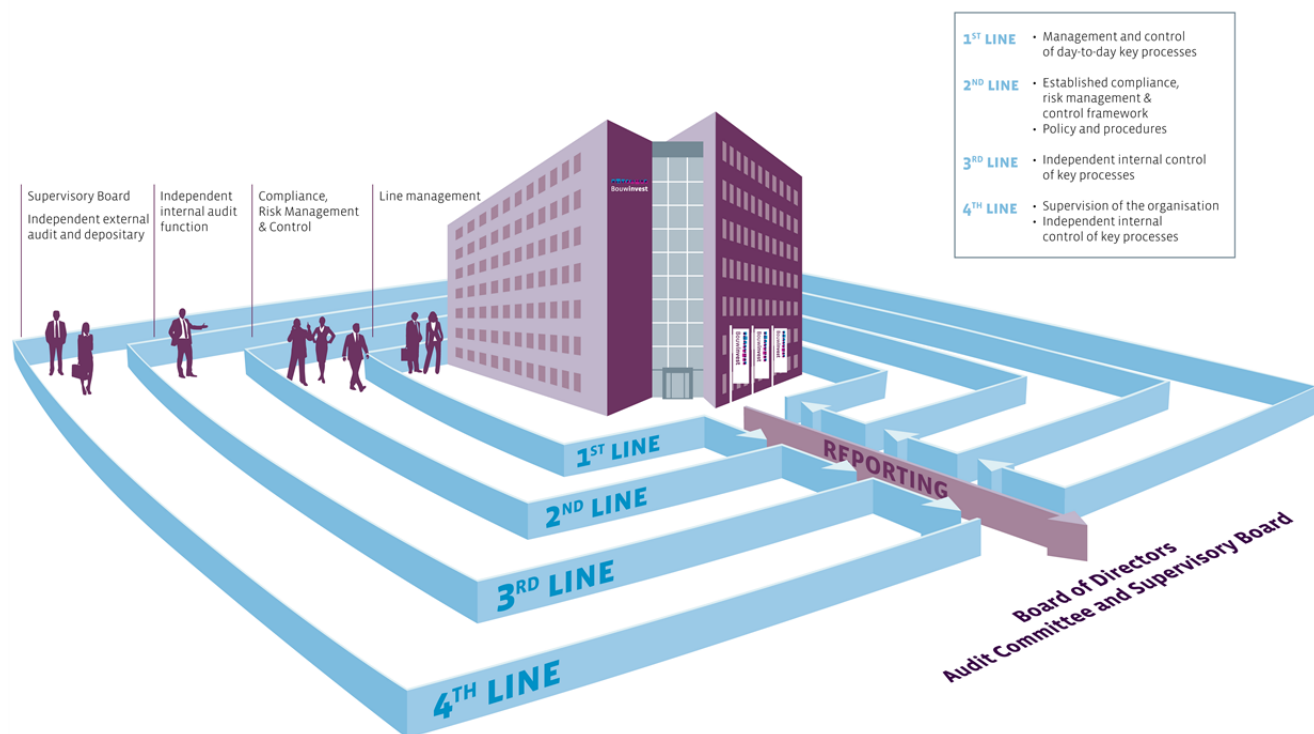 1ST LINE • Management and control
of day-to-day key processes
2ND LINE • Established compliance,
risk management &
control framework
• Policy and procedures
3RD LINE • Independent internal control
of key processes
4TH LINE • Supervision of the organisation
• Independent internal
control of key processes
Supervisory Board
Independent external
audit and depositary
Independent
internal audit
function
Compliance,
Risk Management
& Control
Line management
Bouwinvest
Bouwinvest
Bouwinvest
Bouwinvest
1ST LINE
2ND LINE
3RD LINE
4TH LINE
REPORTING
Board of Directors
Audit Committee and Supervisory Board